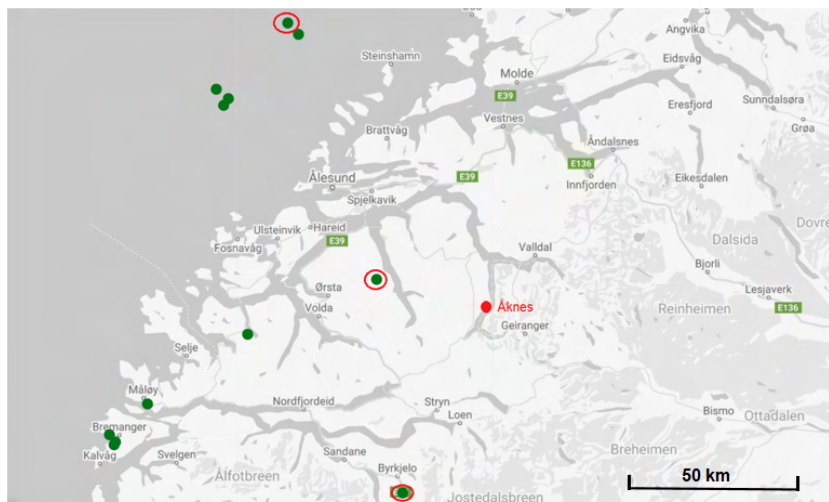 Angvika
Steinshamn
Eidsvåg
Molde
E39
Sunndalsøra
Eresfjord
Vestnes
Grøa
Brattvåg
Åndalsnes
E136
Innfjorden
Eikesdalen
Ålesund
E39
Spjelkavik
Hareid
Ulsteinvik
E39
Fosnavåg
Dovre
Dalsida
Valldal
Bjorli
Ørsta
Lesjaverk
Volda
Åknes
E136
Reinheimen
Geiranger
Selje
Måløy
Nordfjordeid
Stryn
Loen
Bismo
Ottadalen
Bremanger
Kalvåg
Svelgen
Sandane
Breheimen
Ålfotbreen
Byrkjelo
50 km
Jostedalsbreen